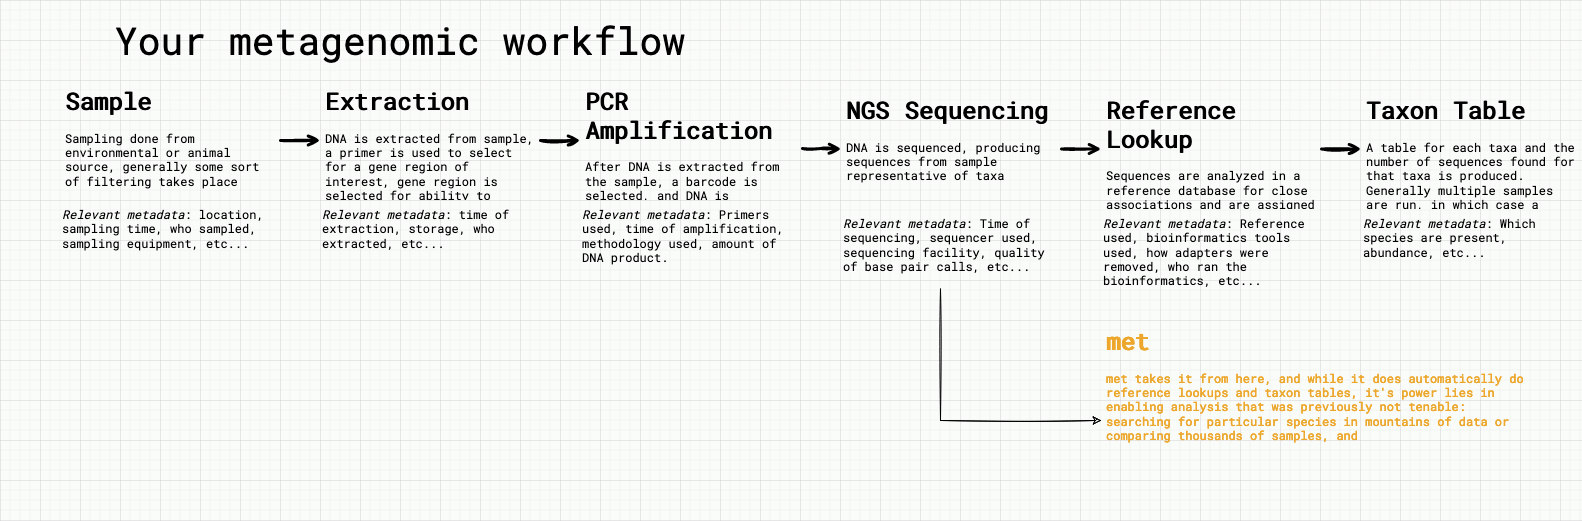 Your metagenomic workflow
Sample
Sampling done from
environmental or animal
source, generally some sort
of filtering takes place
Relevant metadata: location,
sampling time, who sampled,
sampling equipment, etc...
Extraction
DNA is extracted from sample,
a primer is used to select
for a gene region of
interest, gene region is
selected for ability to
Relevant metadata: time of
extraction, storage, who
extracted, etc...
PCR
Amplification
After DNA is extracted from
the sample, a barcode is
selected. and DNA is
Relevant metadata: Primers
used, time of amplification,
methodology used, amount of
DNA product.
NGS Sequencing
DNA is sequenced, producing
sequences from sample
representative of taxa
Relevant metadata: Time of
sequencing, sequencer used,
sequencing facility, quality
of base pair calls, etc...
Reference
Lookup
Sequences are analyzed in a
reference database for close
associations and are assigned
Relevant metadata: Reference
used, bioinformatics tools
used, how adapters were
removed, who ran the
bioinformatics, etc...
Taxon Table
A table for each taxa and the
number of sequences found for
that taxa is produced.
Generally multiple samples
are run. in which case a
Relevant metadata: Which
species are present,
abundance, etc...
met
met takes it from here, and while it does automatically do
reference lookups and taxon tables, it's power lies in
enabling analysis that was previously not tenable:
searching for particular species in mountains of data or
comparing thousands of samples, and